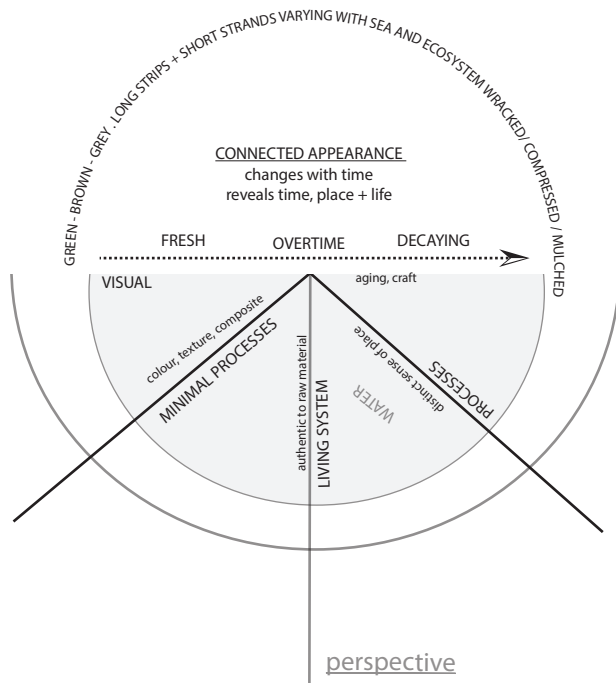 GREEN - BROWN - GREY . LONG STRIPS + SHORT STRANDS VARYING WITH SEA AND ECOSYSTEM WRACKED/ COMPRESSED / MULCHED
CONNECTED APPEARANCE
changes with time
reveals time, place + life
FRESH OVERTIME DECAYING
VISUAL
aging, craft
colour, texture, composite
MINIMAL PROCESSES
authentic to raw material
LIVING SYSTEM
WATER
distinct sense of place
PROCESSES
perspective